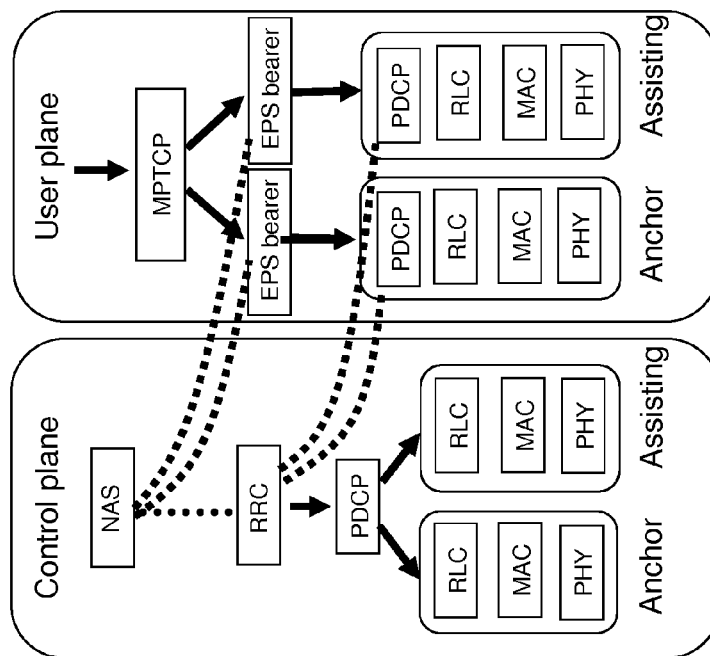 Control plane
NAS
RRC
PDCP
RLC
MAC
PHY
Anchor
RLC
MAC
PHY
Assisting
User plane
MPTCP
EPS bearer
EPS bearer
PDCP
RLC
MAC
PHY
Anchor
PDCP
RLC
MAC
PHY
Assisting